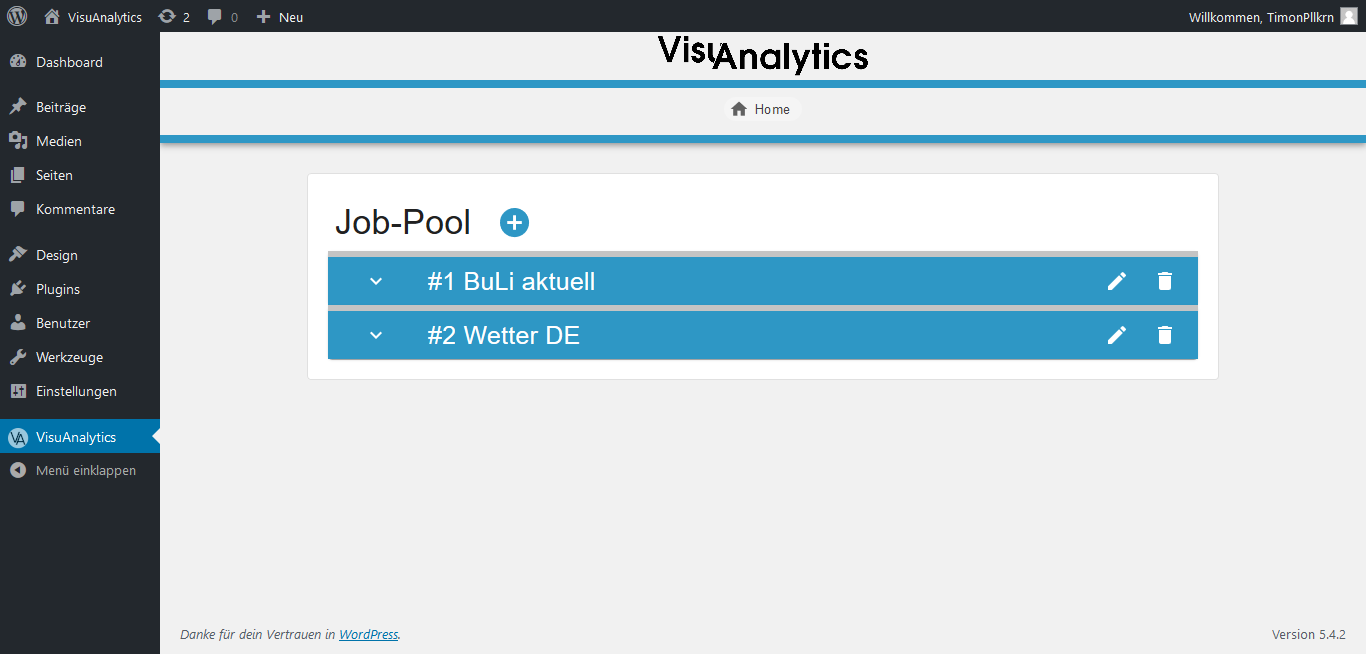 VisuAnalytics 2 0 Neu Willkommen, TimonPllkrn
VisuAnalytics
Dashboard
Home
Beiträge
Medien
Seiten
Kommentare
Design
Plugins
Benutzer
Werkzeuge
Einstellungen
VA VisuAnalytics
Menü einklappen
Job-Pool
#1 BuLi aktuell
#2 Wetter DE
Danke für dein Vertrauen in WordPress. Version 5.4.2